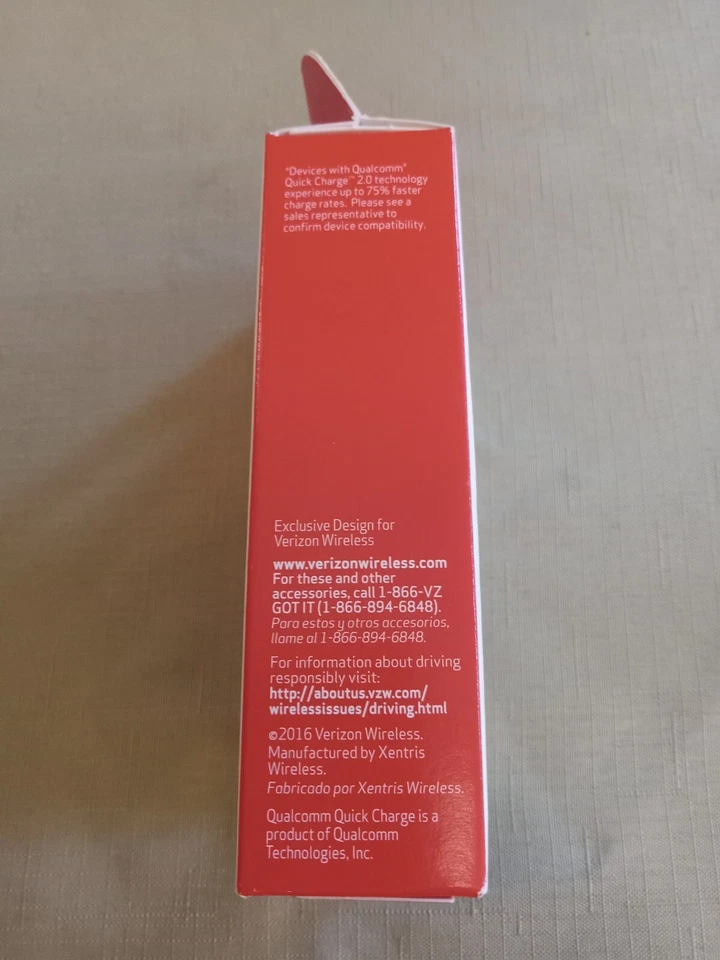 *Devices with Qualcomm®
Quick Charge™ 2.0 technology
experience up to 75% faster
charge rates. Please see a
sales representative to
confirm device compatibility.
Exclusive Design for
Verizon Wireless
www.verizonwireless.com
For these and other
accessories, call 1-866-VZ
GOT IT (1-866-894-6848).
Para estos y otros accesorios,
llame al 1-866-894-6848.
For information about driving
responsibly visit:
http://aboutus.vzw.com/
wirelessissues/driving.html
©2016 Verizon Wireless.
Manufactured by Xentris
Wireless.
Fabricado por Xentris Wireless.
Qualcomm Quick Charge is a
product of Qualcomm
Technologies, Inc.